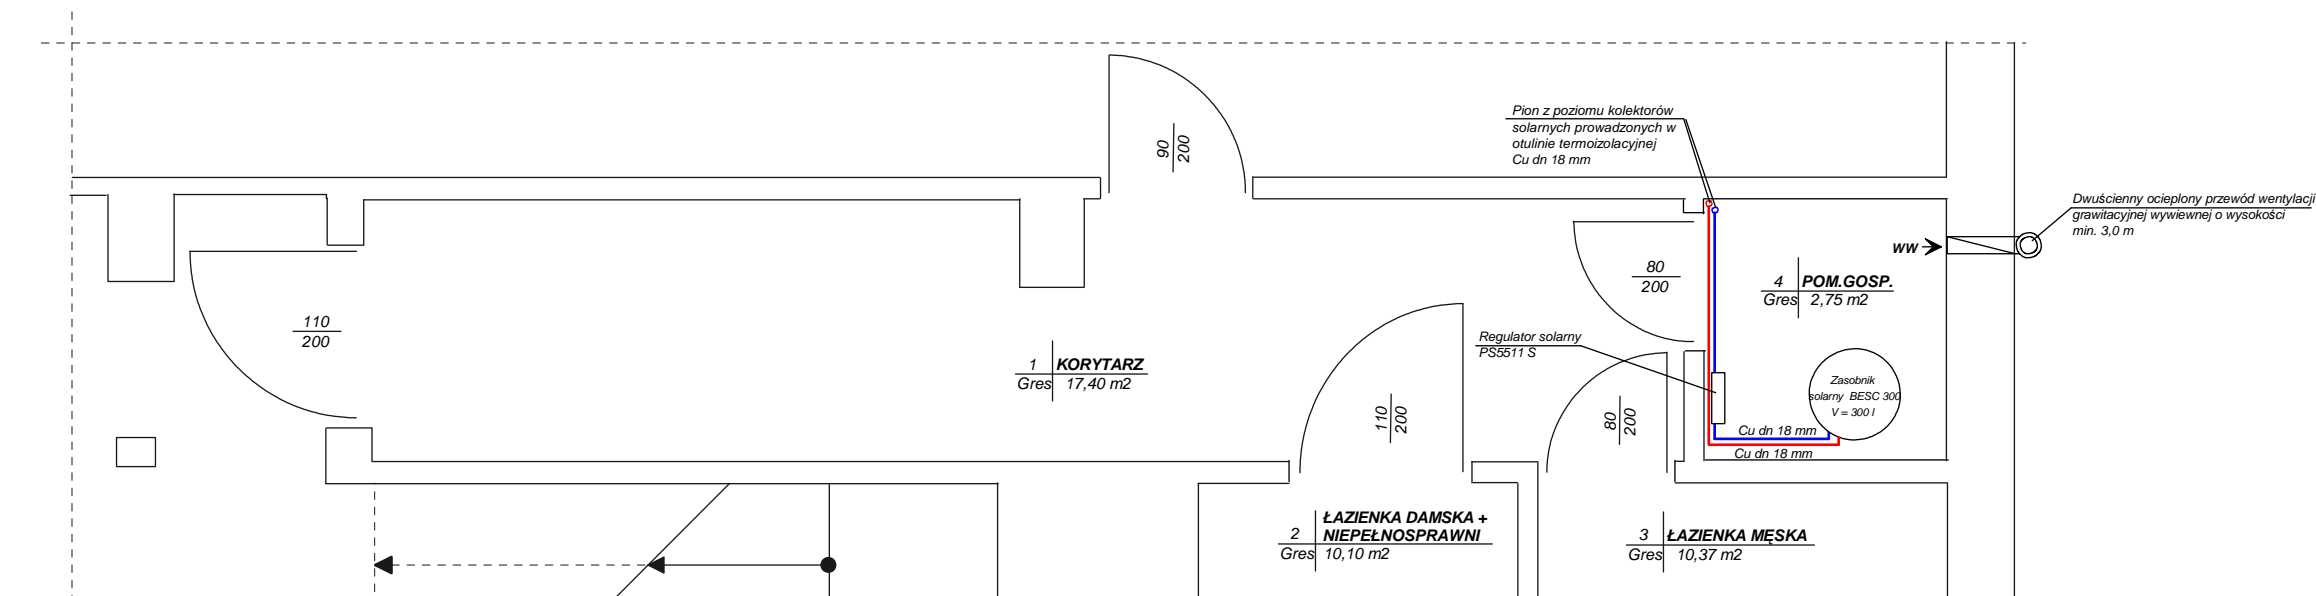 Pion z poziomu kolektorów
solarnych prowadzonych w
otulinie termoizolacyjnej
Cu dn 18 mm
90
200
Dwuścienny ocieplony przewód wentylacji
grawitacyjnej wywiewnej o wysokości
min. 3,0 m
WW
80
200
4 POM.GOSP.
Gres 2,75 m2
110
200
Regulator solarny
PS5511 S
1 KORYTARZ
Gres 17,40 m2
Zasobnik
solarny BESC 300
V = 300 l
110
200
80
200
Cu dn 18 mm
Cu dn 18 mm
2 ŁAZIENKA DAMSKA +
NIEPEŁNOSPRAWNI
Gres 10,10 m2
3 ŁAZIENKA MĘSKA
Gres 10,37 m2